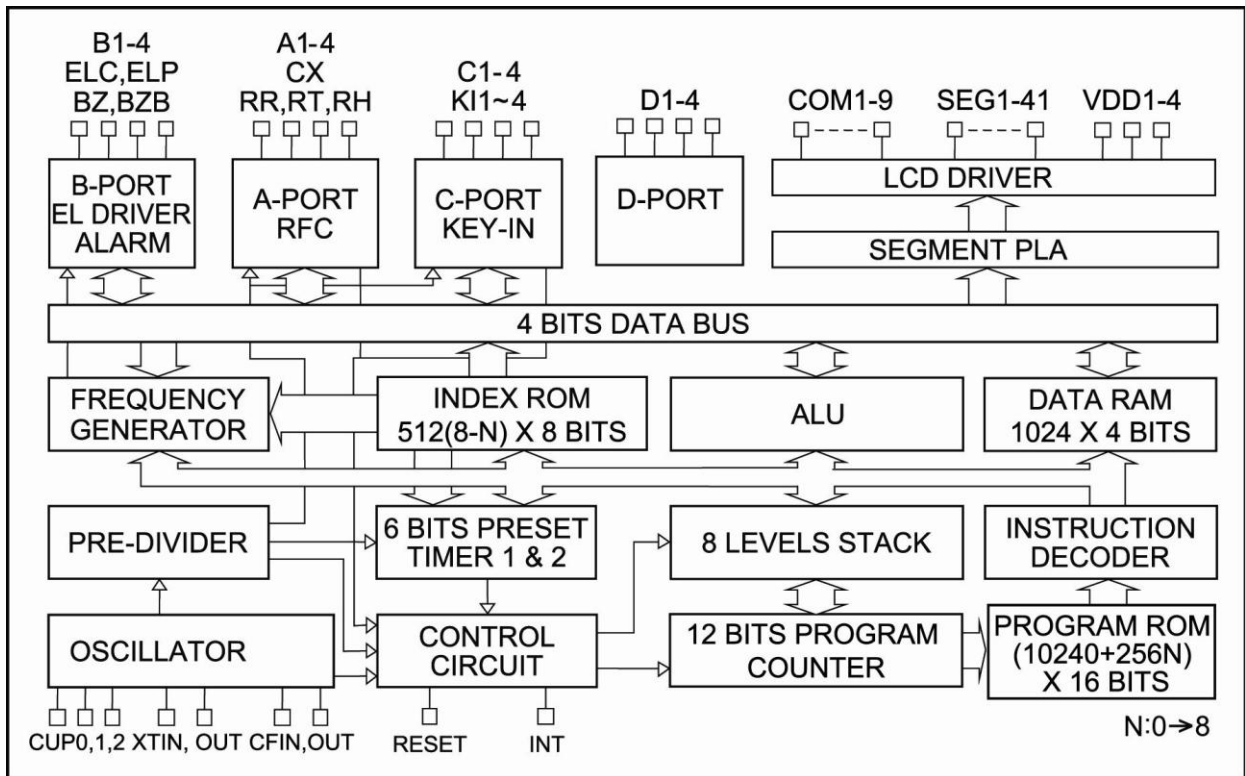 B1-4
ELC,ELP
BZ,BZB
A1-4
CX
RR,RT,RH
C1-4
KI1~4
D1-4
COM1-9
SEG1-41
VDD1-4
B-PORT
EL DRIVER
ALARM
A-PORT
RFC
C-PORT
KEY-IN
D-PORT
LCD DRIVER
SEGMENT PLA
4 BITS DATA BUS
FREQUENCY
GENERATOR
INDEX ROM
512(8-N) X 8 BITS
ALU
DATA RAM
1024 X 4 BITS
PRE-DIVIDER
6 BITS PRESET
TIMER 1 & 2
8 LEVELS STACK
INSTRUCTION
DECODER
OSCILLATOR
CONTROL
CIRCUIT
12 BITS PROGRAM
COUNTER
PROGRAM ROM
(10240+256N)
X 16 BITS
CUP0,1,2 XTIN, OUT CFIN,OUT
RESET
INT
N:0→8